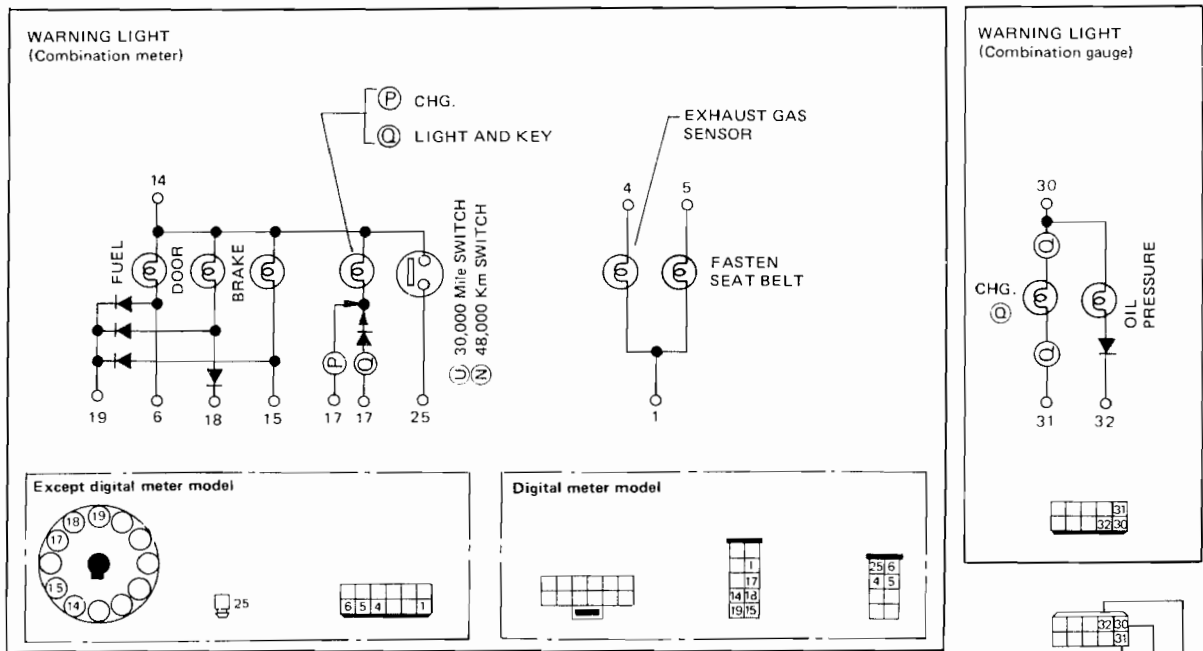 WARNING LIGHT
(Combination meter)
P CHG.
Q LIGHT AND KEY
EXHAUST GAS
SENSOR
14
4
5
FUEL
DOOR
BRAKE
U 30,000 Mile SWITCH
N 48,000 Km SWITCH
FASTEN
SEAT BELT
P
Q
19
6
18
15
17
17
25
1
Except digital meter model
19
18
17
15
14
25
6 5 4 1
Digital meter model
1
17
14 18
19 15
25 6
4 5
WARNING LIGHT
(Combination gauge)
30
Q
CHG.
Q
OIL
PRESSURE
Q
31
32
31
32 30
32 30
31